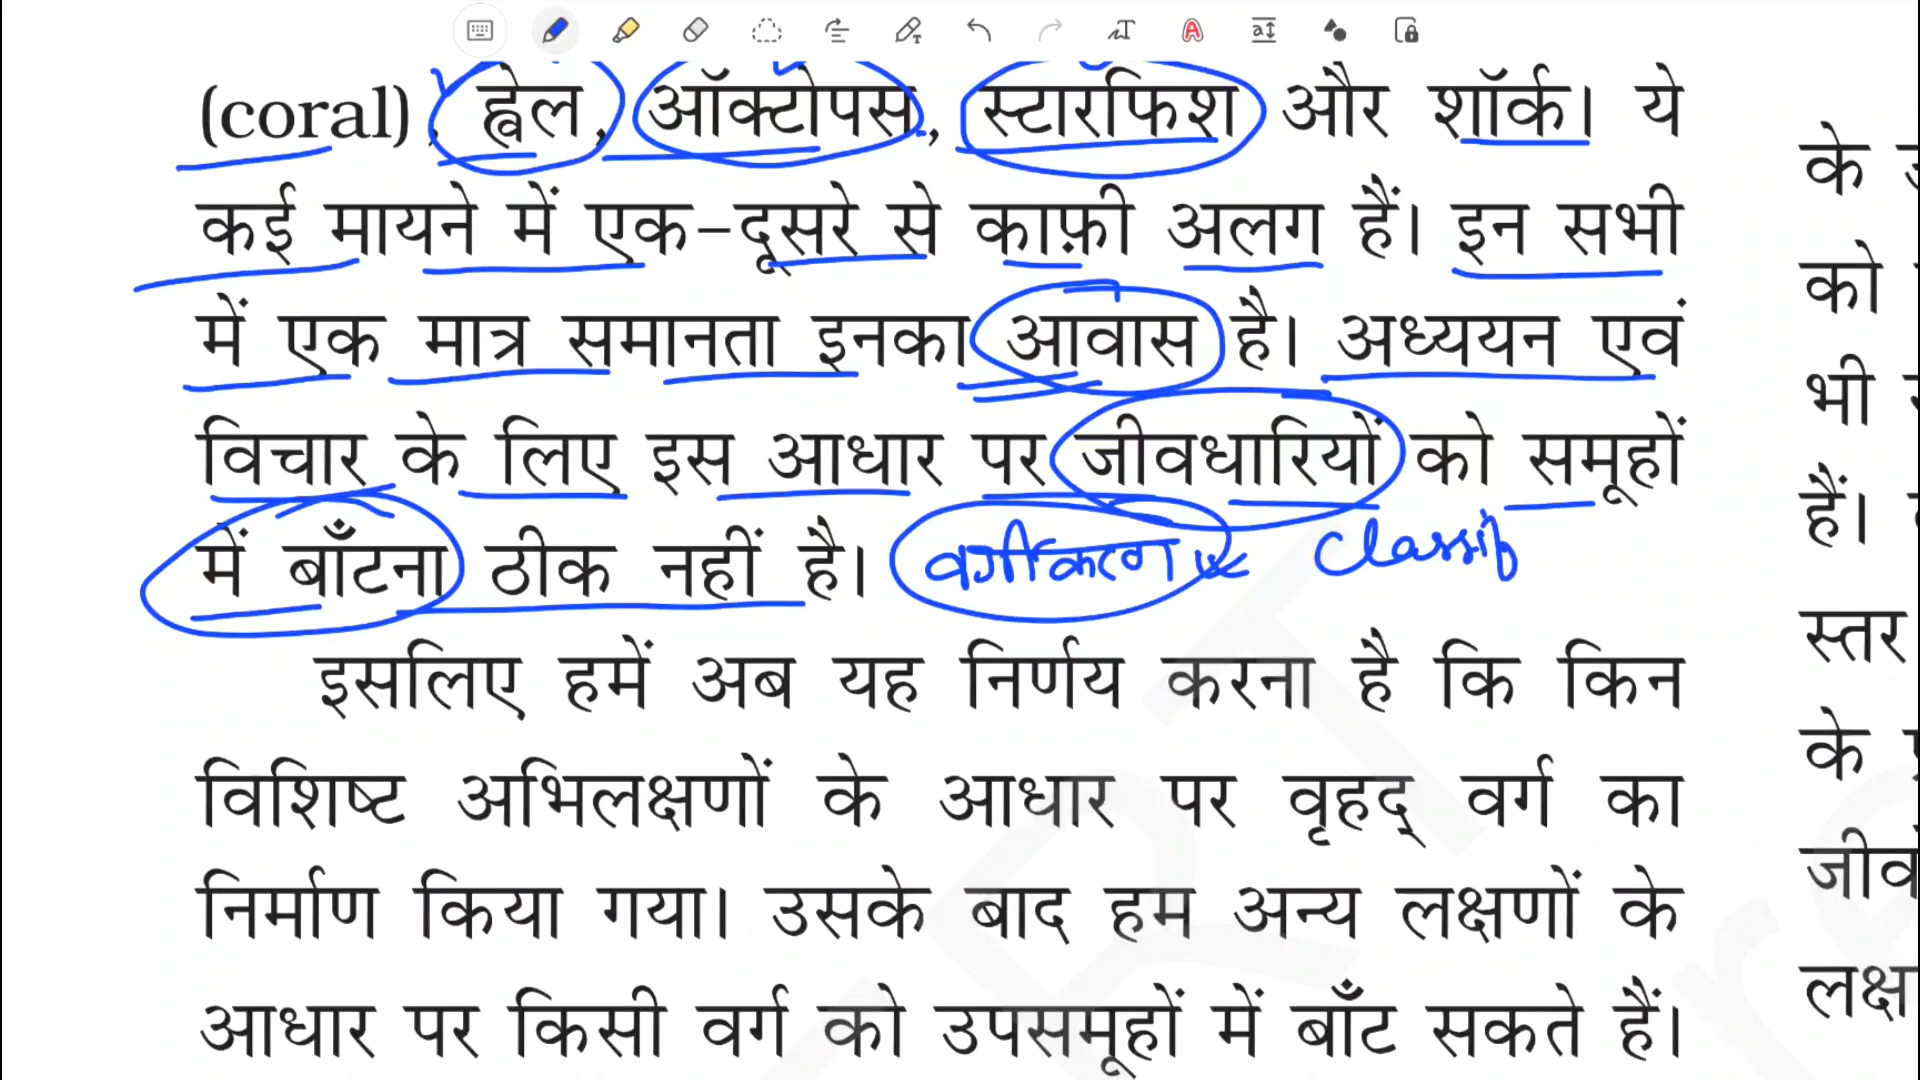 (coral), ह्वेल, ऑक्टोपस, स्टारफिश और शॉर्क। ये
कई मायने में एक-दूसरे से काफ़ी अलग हैं। इन सभी
में एक मात्र समानता इनका आवास है। अध्ययन एवं
विचार के लिए इस आधार पर जीवधारियों को समूहों
में बाँटना ठीक नहीं है। वर्गीकरण classif
इसलिए हमें अब यह निर्णय करना है कि किन
विशिष्ट अभिलक्षणों के आधार पर वृहद् वर्ग का
निर्माण किया गया। उसके बाद हम अन्य लक्षणों के
आधार पर किसी वर्ग को उपसमूहों में बाँट सकते हैं।
के
को
भी
हैं।
स्तर
के
जीव
लक्ष